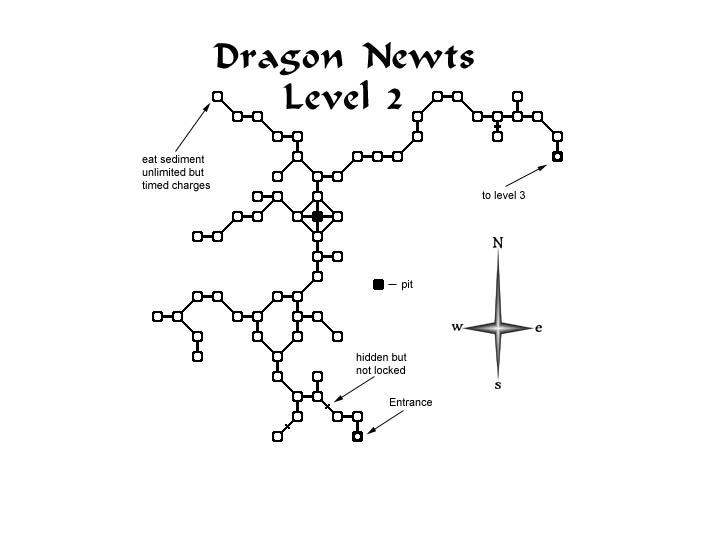 Dragon Newts
Level 2
eat sediment
unlimited but
timed charges
to level 3
N
– pit
w
e
s
hidden but
not locked
Entrance